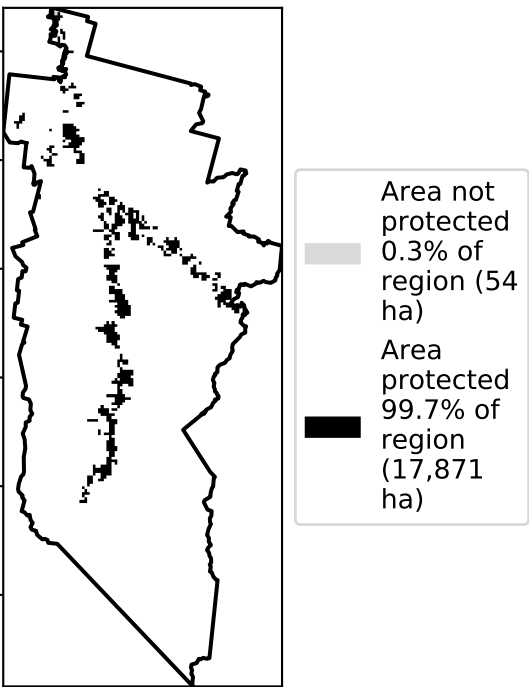 Area not
protected
0.3% of
region (54
ha)
Area
protected
99.7% of
region
(17,871
ha)